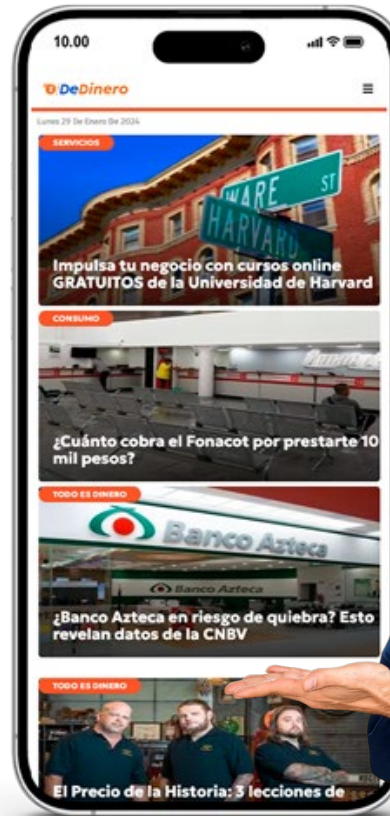 10.00
DeDinero
Lunes 29 De Enero De 2024
SERVICIOS
WARE ST
HARVARD
Impulsa tu negocio con cursos online
GRATUITOS de la Universidad de Harvard
CONSUMO
¿Cuánto cobra el Fonacot por prestarte 10
mil pesos?
TODO ES DINERO
Banco Azteca
Banco Azteca
¿Banco Azteca en riesgo de quiebra? Esto
revelan datos de la CNBV
TODO ES DINERO
El Precio de la Historia: 3 lecciones de